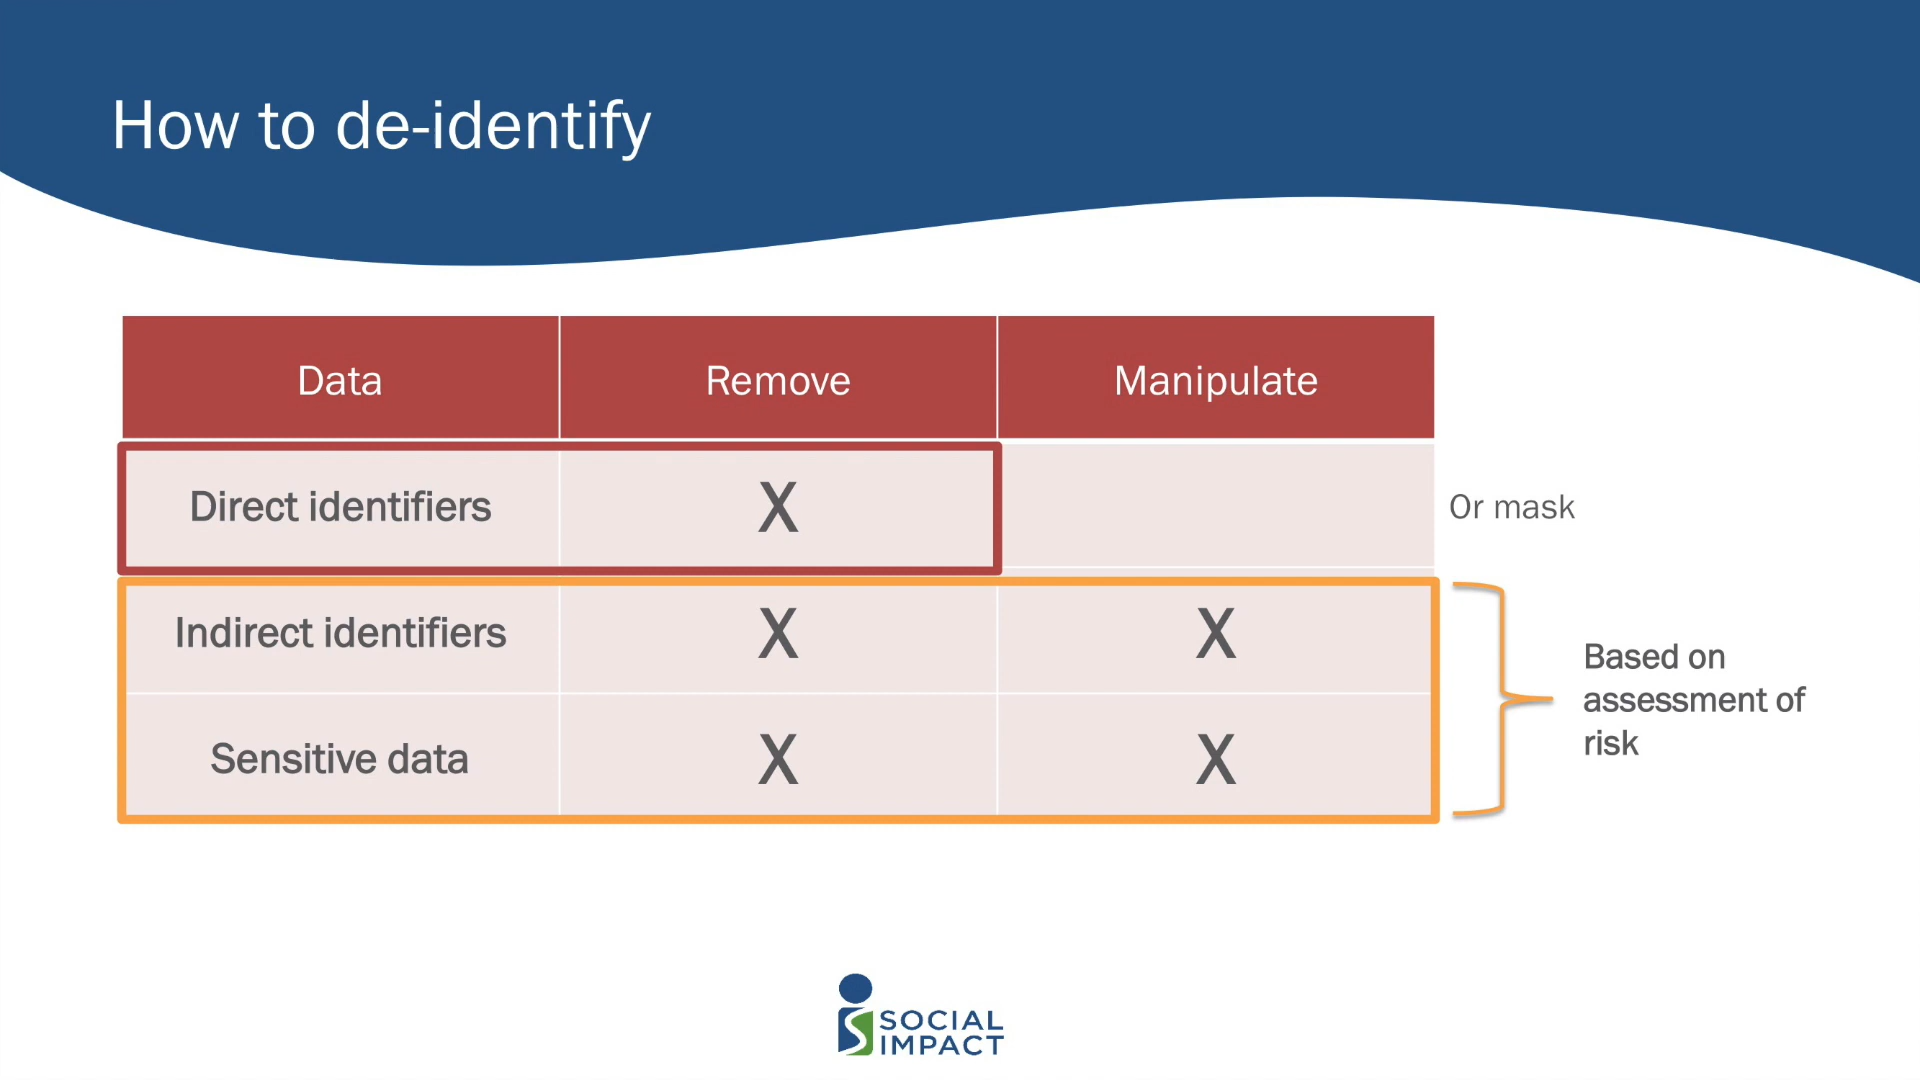 How to de-identify
Data
Remove
Manipulate
Direct identifiers
X
Or mask
Indirect identifiers
X
X
Sensitive data
X
X
Based on
assessment of
risk
SOCIAL
IMPACT